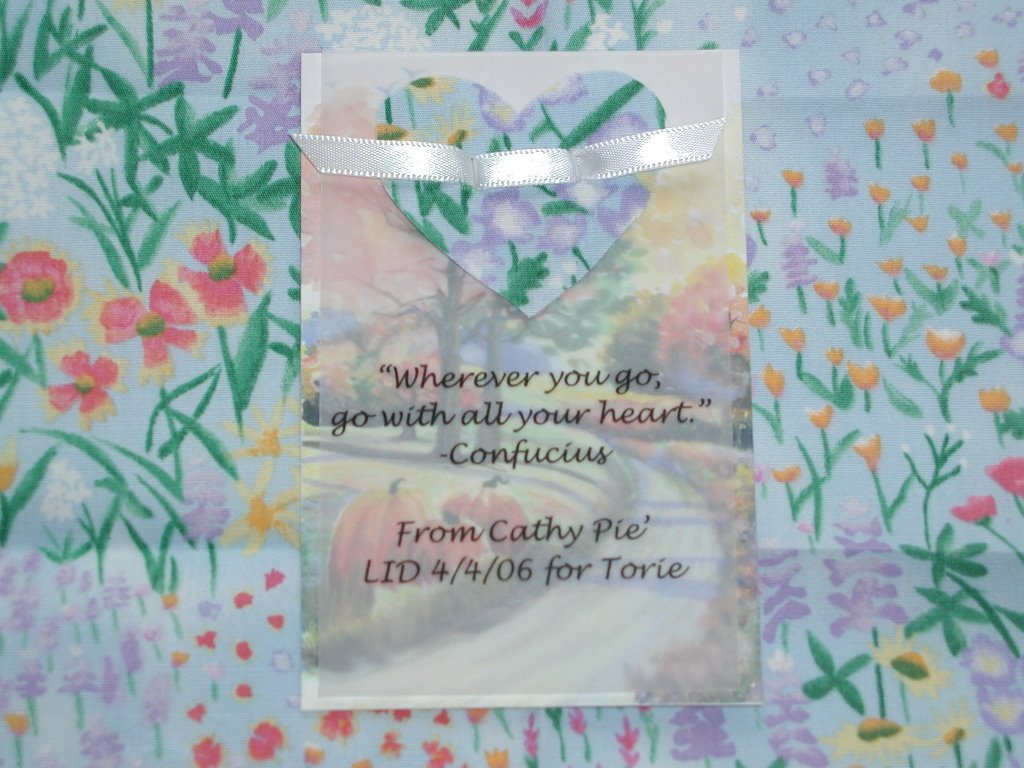 “Wherever you go,
go with all your heart.”
-Confucius
From Cathy Pie'
LID 4/4/06 for Torie